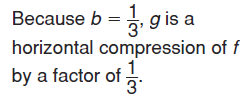 Because b = 1/3, g is a
horizontal compression of f
by a factor of 1/3.